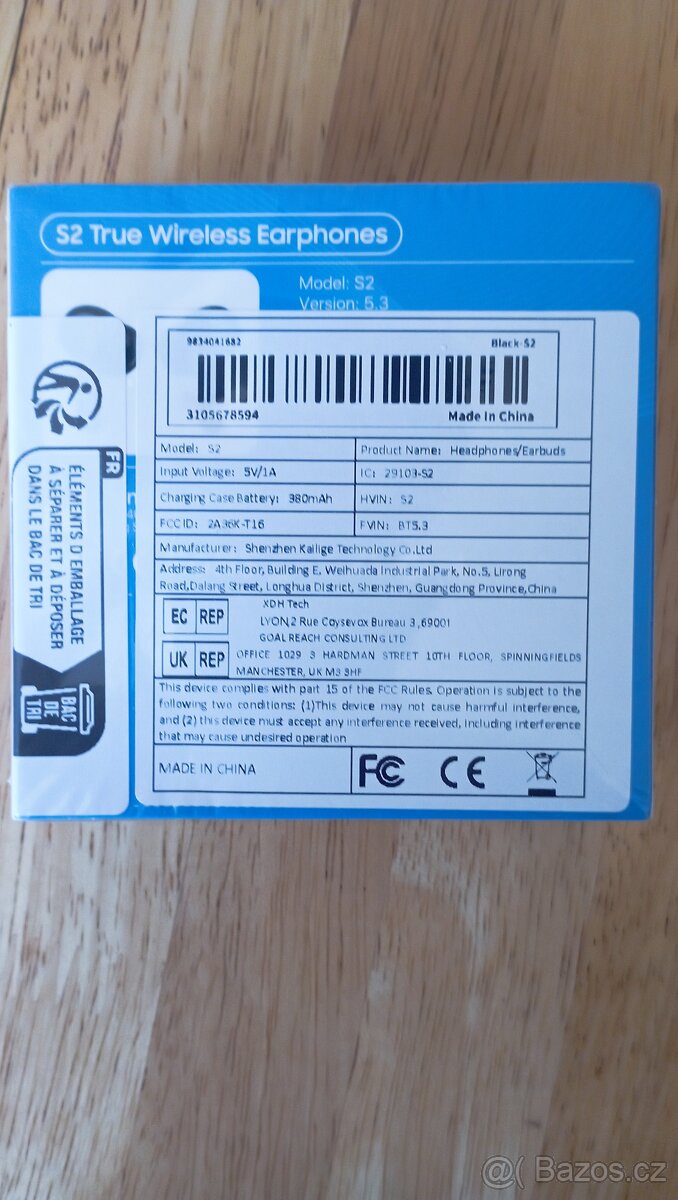 S2 True Wireless Earphones
Model: S2
Version: 5.3
9834041682 Black-S2
3105678594 Made In China
Model: S2 Product Name: Headphones/Earbuds
Input Voltage: 5V/1A IC: 29103-S2
Charging Case Battery: 380mAh HVIN: S2
FCC ID: 2A36K-T16 FVIN: BT5.3
Manufacturer: Shenzhen Kailige Technology Co.Ltd
Address: 4th Floor, Building E. Weihuada Industrial Park, No.5, Lirong
Road,Dalang Street, Longhua District, Shenzhen, Guangdong Province,China
EC REP
XDH Tech
LYON,2 Rue Coysevox Bureau 3,69001
GOAL REACH CONSULTING LTD
UK REP
OFFICE 1029 3 HARDMAN STREET 10TH FLOOR, SPINNINGFIELDS
MANCHESTER, UK M3 3HF
This device complies with part 15 of the FCC Rules. Operation is subject to the
following two conditions: (1)This device may not cause harmful interference,
and (2) this device must accept any interference received, including interference
that may cause undesired operation
MADE IN CHINA FC CE
FR
ÉLÉMENTS D EMBALLAGE
À SÉPARER ET À DÉPOSER
DANS LE BAC DE TRI
BAC
DE
TRI
@( Bazos.cz